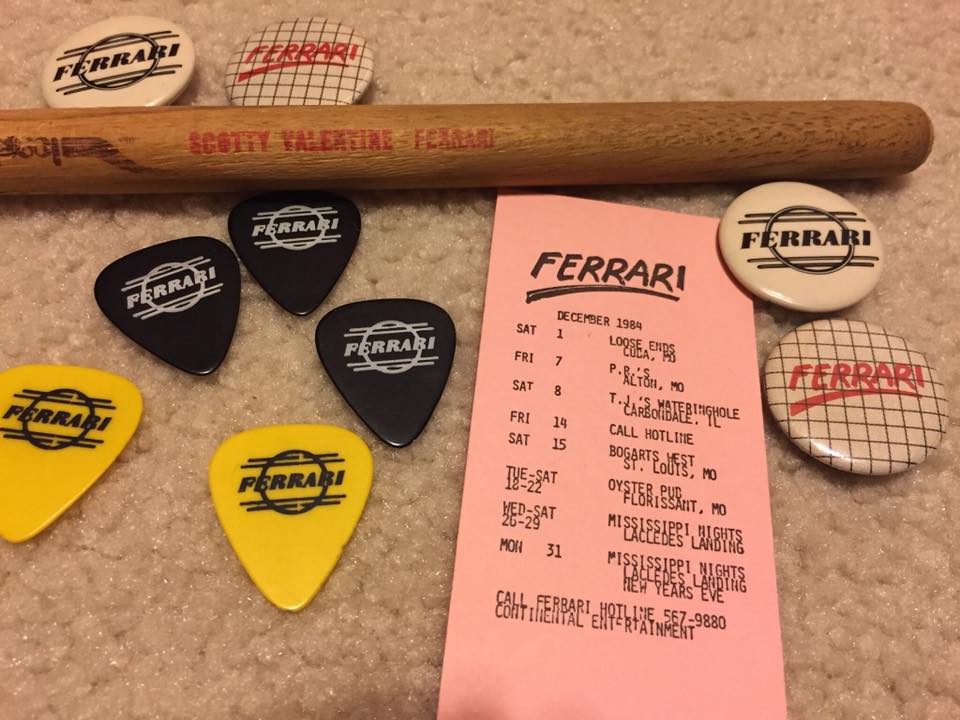 FERRARI
FERRARI
SCOTTY VALENTINE FERRARI
FERRARI
FERRARI
FERRARI
FERRARI
FERRARI
FERRARI
FERRARI
FERRARI
DECEMBER 1984
SAT 1 LOOSE ENDS
CUBA, MO
FRI 7 P.R.'S
ALTON, MO
SAT 8 T.J.'S WATERINGHOLE
CARBONDALE, IL
FRI 14 CALL HOTLINE
SAT 15 BOGARTS WEST
ST. LOUIS, MO
TUE-SAT
18-22 OYSTER PUB
FLORISSANT, MO
WED-SAT
26-29 MISSISSIPPI NIGHTS
LACLEDES LANDING
MON 31 MISSISSIPPI NIGHTS
LACLEDES LANDING
NEW YEARS EVE
CALL FERRARI HOTLINE 567-9880
CONTINENTAL ENTERTAINMENT